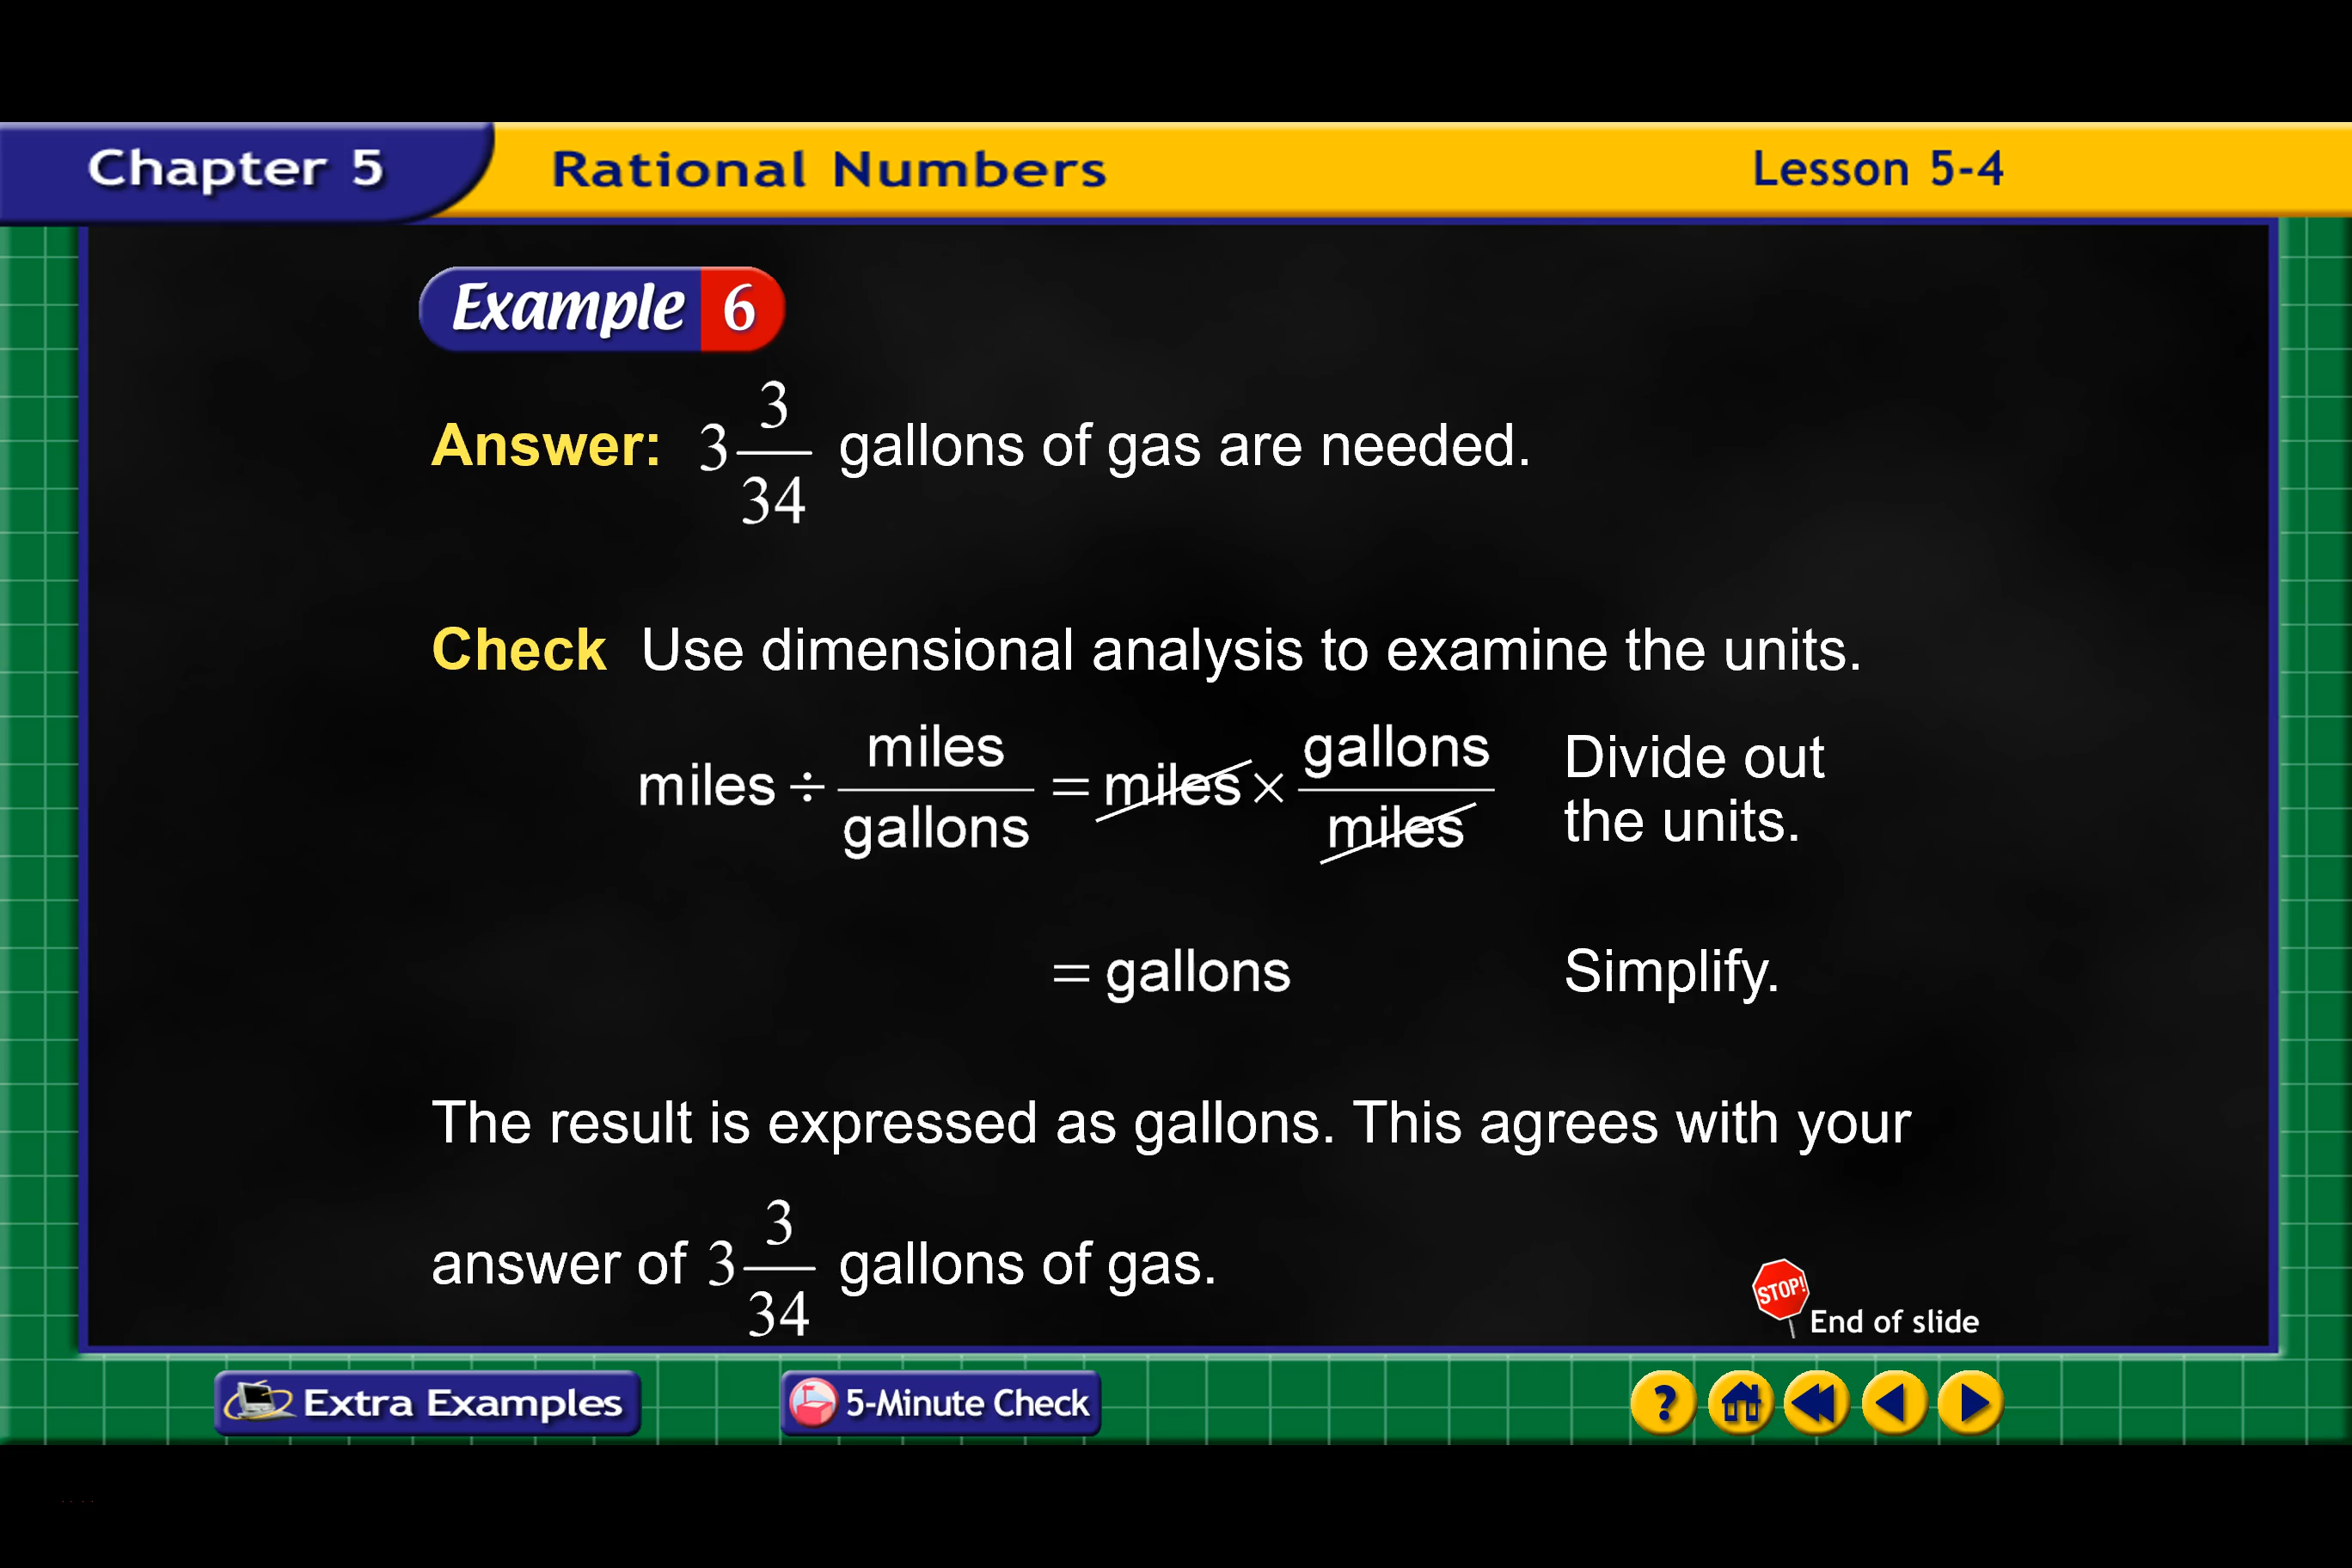 Chapter 5 Rational Numbers Lesson 5-4
Example 6
Answer: 3 3/34 gallons of gas are needed.
Check Use dimensional analysis to examine the units.
miles ÷ miles/gallons = miles × gallons/miles Divide out the units.
= gallons Simplify.
The result is expressed as gallons. This agrees with your
answer of 3 3/34 gallons of gas.
STOP! End of slide
Extra Examples 5-Minute Check ?